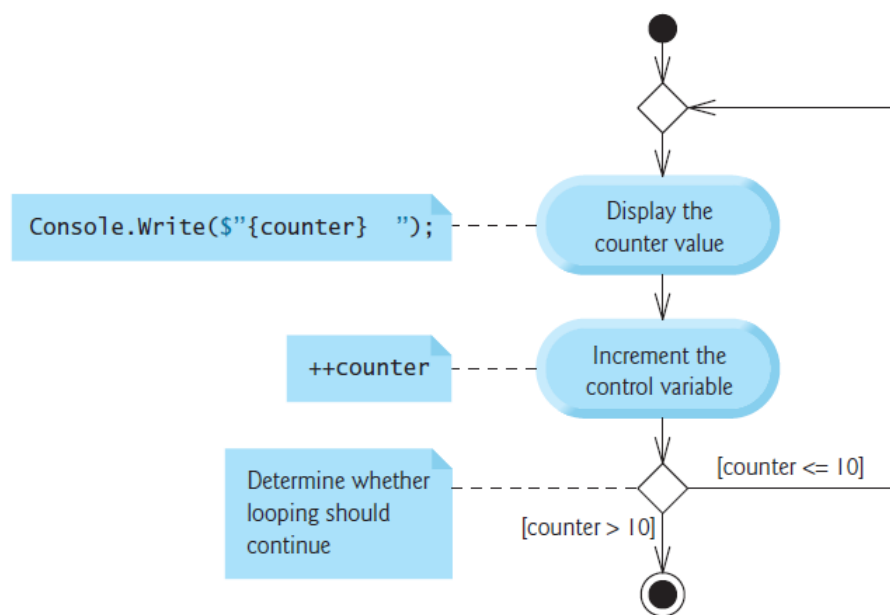 Console.Write($”{counter}  ”);
Display the
counter value
++counter
Increment the
control variable
Determine whether
looping should
continue
[counter <= 10]
[counter > 10]